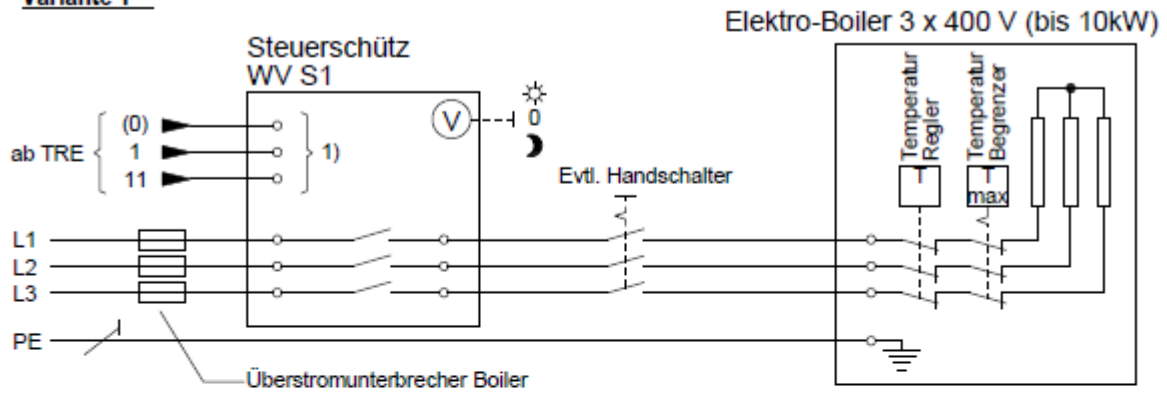 Variante 1
Elektro-Boiler 3 x 400 V (bis 10kW)
Steuerschütz
WV S1
(0)
1
11
ab TRE
1)
V
0
Evtl. Handschalter
Temperatur
Regler
Temperatur
Begrenzer
T
T
max
L1
L2
L3
PE
Überstromunterbrecher Boiler